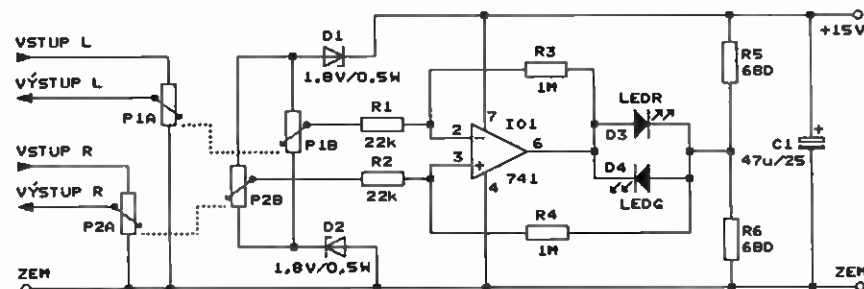 VSTUP L
VÝSTUP L
P1A
VSTUP R
VÝSTUP R
P2A
ZEM
D1
1.8V/0.5W
P1B
P2B
D2
1.8V/0.5W
R1
22k
R2
22k
R3
1M
2
3
7
4
6
IO1
741
R4
1M
LEDR
D3
D4
LEDG
R5
68D
R6
68D
+15V
C1
+
47u/25
ZEM